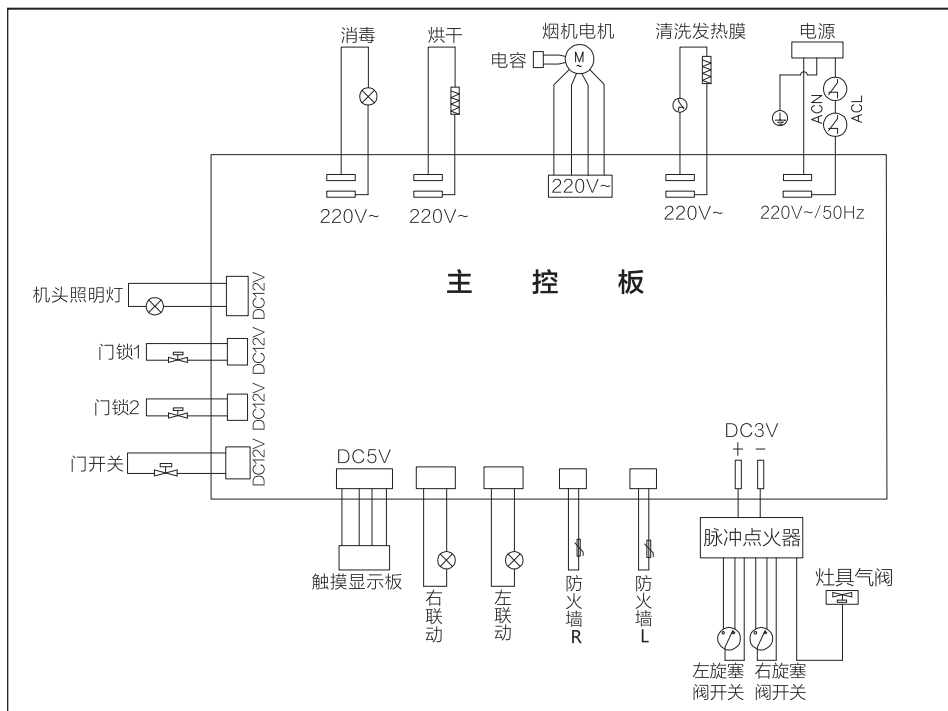 消毒
烘干
烟机电机
清洗发热膜
电源
电容
M
~
ACN
ACL
220V~
220V~
220V~
220V~
220V~/50Hz
主控板
机头照明灯
DC12V
门锁1
DC12V
门锁2
DC12V
门开关
DC12V
DC5V
DC3V
+ −
脉冲点火器
触摸显示板
右联动
左联动
防火墙R
防火墙L
灶具气阀
左旋塞
阀开关
右旋塞
阀开关